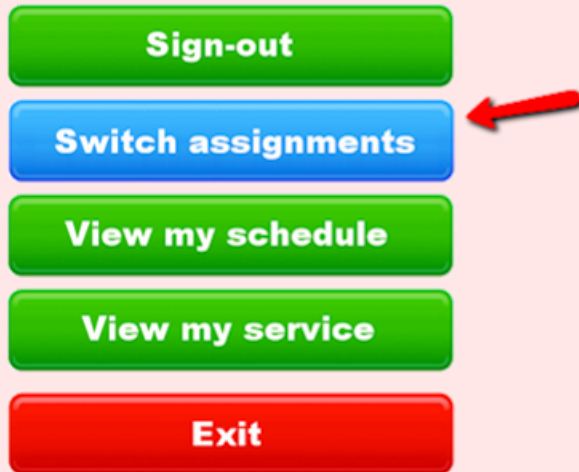 Sign-out
Switch assignments
View my schedule
View my service
Exit